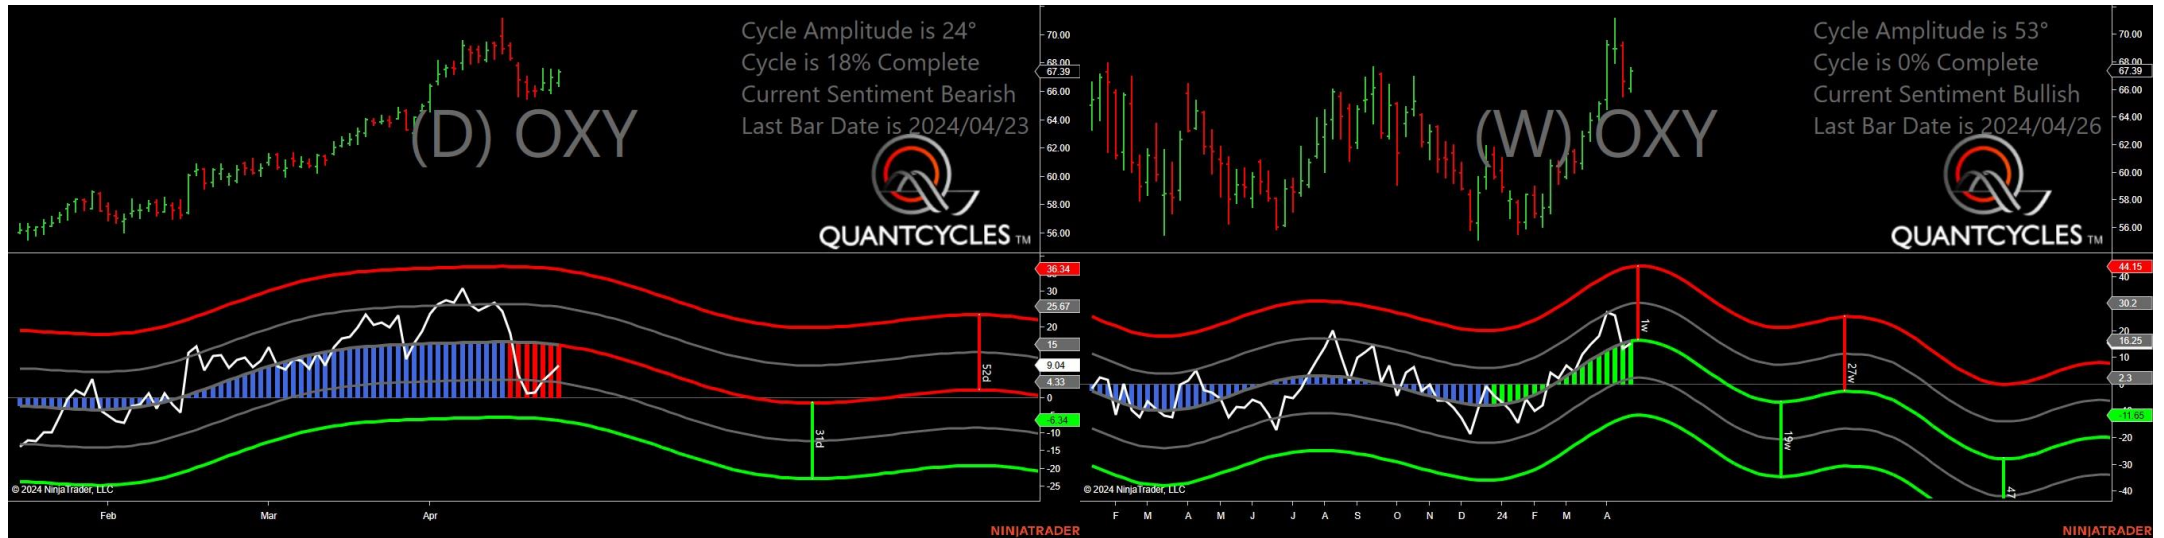 Cycle Amplitude is 24°
Cycle is 18% Complete
Current Sentiment Bearish
Last Bar Date is 2024/04/23
(D) OXY
QUANTCYCLES TM
70.00
68.00
67.39
66.00
64.00
62.00
60.00
58.00
56.00
36.34
30
25.67
20
15
9.04
4.33
0
-6.34
-10
-15
-20
-25
52d
31d
© 2024 NinjaTrader, LLC
Feb Mar Apr
NINJATRADER
Cycle Amplitude is 53°
Cycle is 0% Complete
Current Sentiment Bullish
Last Bar Date is 2024/04/26
(W) OXY
QUANTCYCLES TM
70.00
68.00
67.39
66.00
64.00
62.00
60.00
58.00
56.00
44.15
40
30.2
20
16.25
10
2.3
-11.65
-20
-30
-40
1w
27w
19w
47
© 2024 NinjaTrader, LLC
F M A M J J A S O N D 24 F M A
NINJATRADER